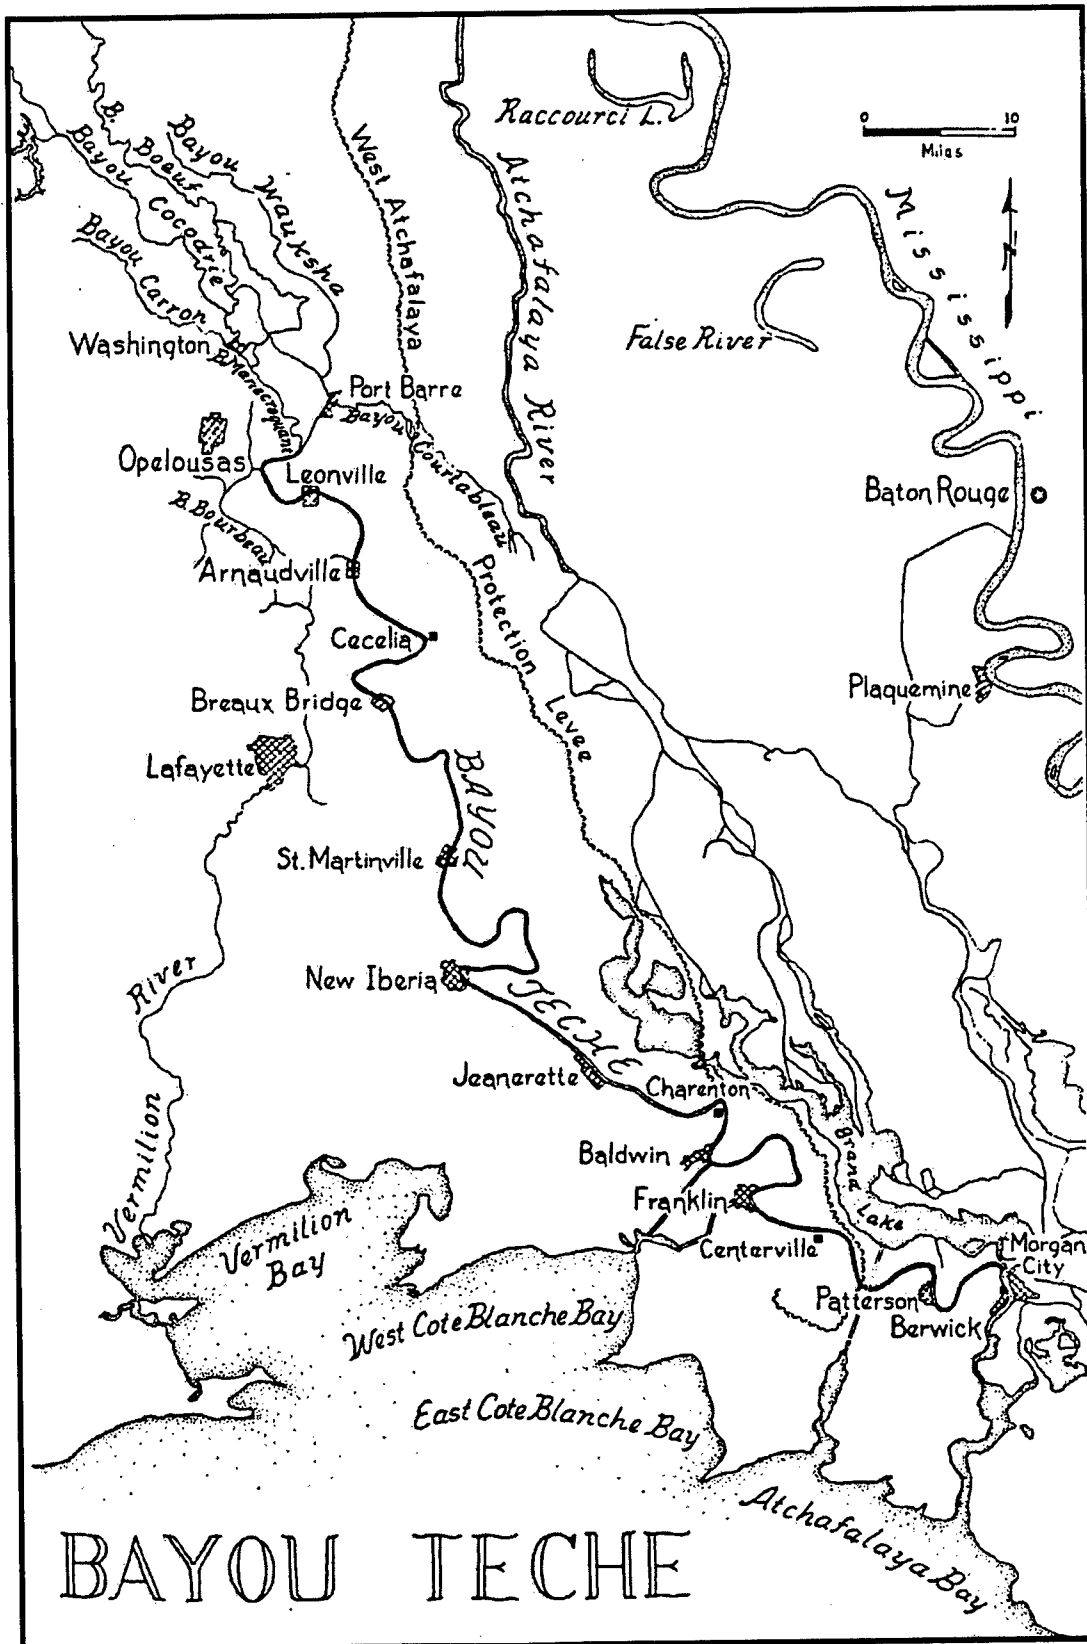 Raccourci L.
0 10
Miles
B. Boeuf
Bayou Wauksha
Bayou Cocodrie
Bayou Carron
West Atchafalaya
Atchafalaya River
Mississippi
N
False River
Washington
Port Barre
Bayou Courtableau
Opelousas
Leonville
Baton Rouge
B. Bourbeau
Arnaudville
Protection
Levee
Cecelia
Breaux Bridge
Plaquemine
Lafayette
BAYOU
St. Martinville
New Iberia
TECHE
Vermilion River
Jeanerette
Charenton
Baldwin
Grand Lake
Franklin
Centerville
Vermilion
Bay
Morgan
City
Patterson
Berwick
West Cote Blanche Bay
East Cote Blanche Bay
Atchafalaya Bay
BAYOU TECHE